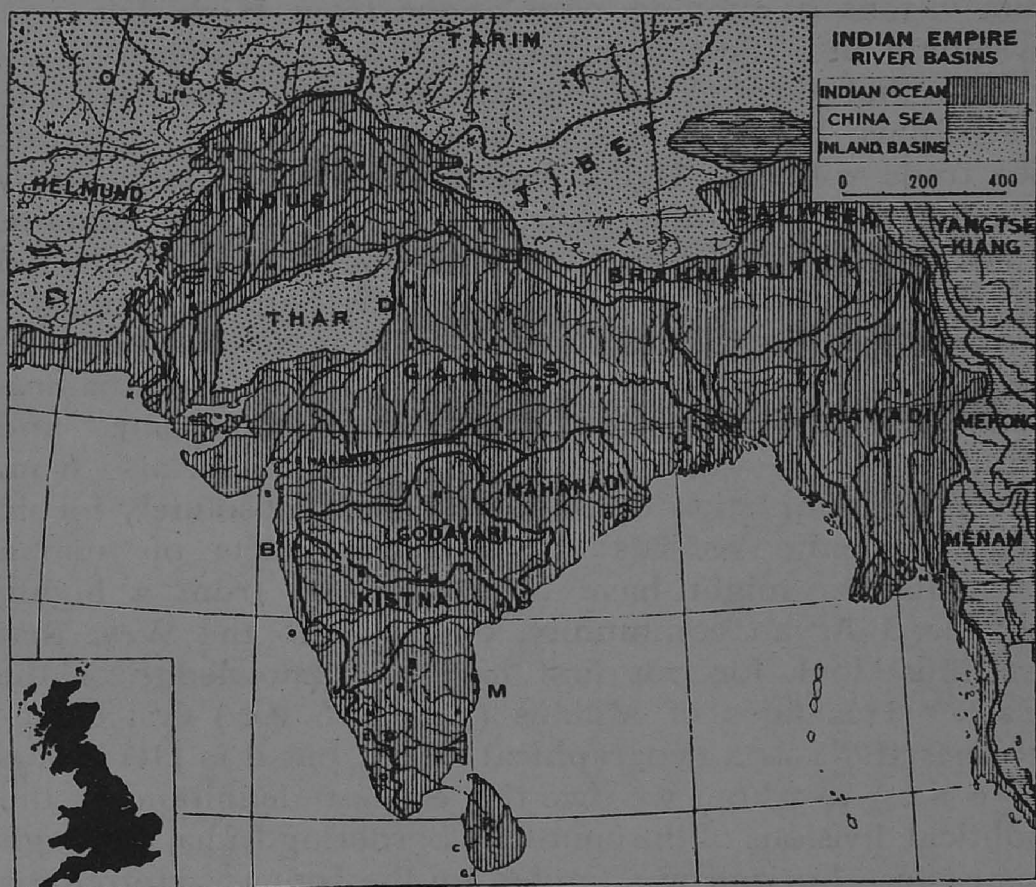 INDIAN EMPIRE
RIVER BASINS
INDIAN OCEAN
CHINA SEA
INLAND BASINS
0 200 400
TARIM
OXUS
TIBET
HELMUND
INDUS
SALWEEN
YANGTSE
KIANG
BRAHMAPUTRA
THAR
D
GANGES
IRAWADI
MEKONG
NARBADA
MAHANADI
B
GODAVARI
MENAM
KISTNA
M
C
G